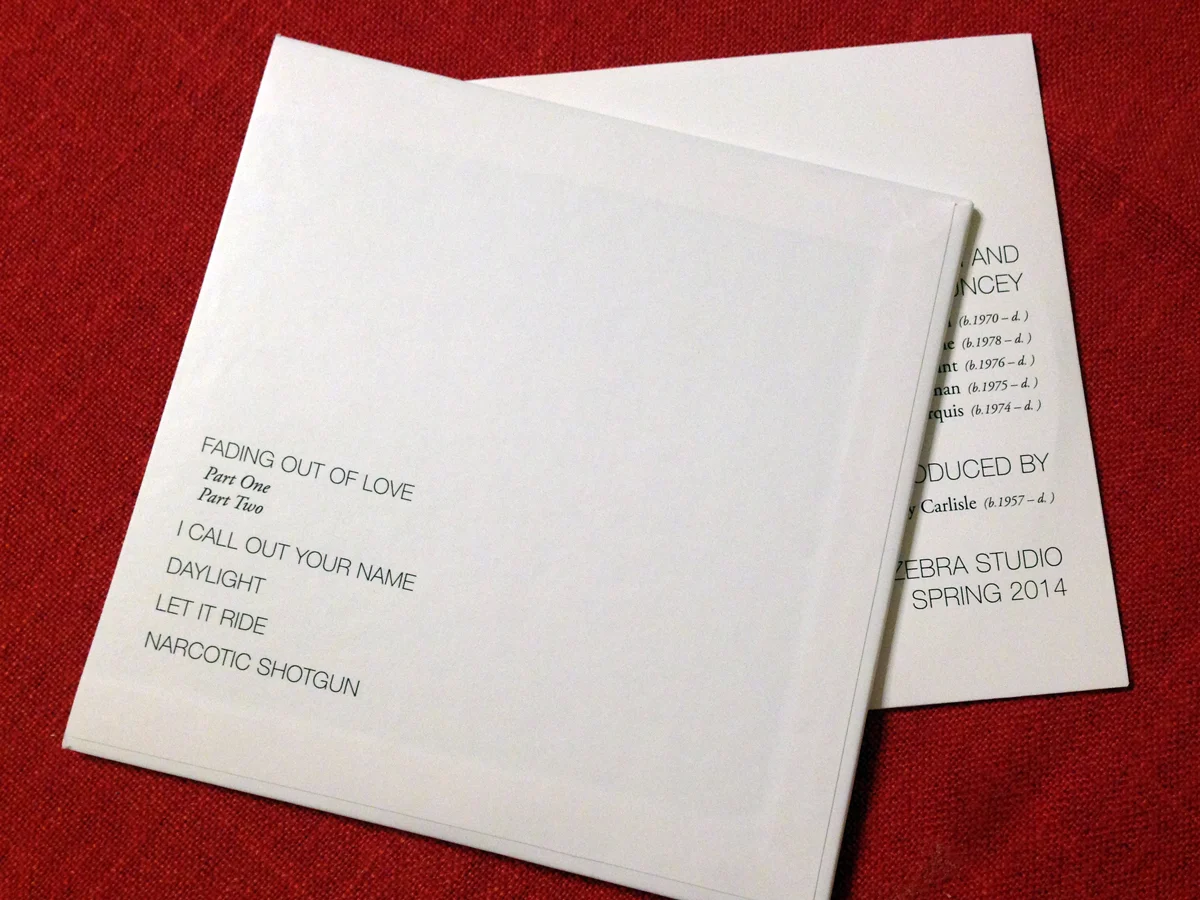 FADING OUT OF LOVE
Part One
Part Two
I CALL OUT YOUR NAME
DAYLIGHT
LET IT RIDE
NARCOTIC SHOTGUN
AND
(b.1970 – d. )
(b.1978 – d. )
(b.1976 – d. )
(b.1975 – d. )
(b.1974 – d. )
BY
Carlisle (b.1957 – d. )
ZEBRA STUDIO
SPRING 2014